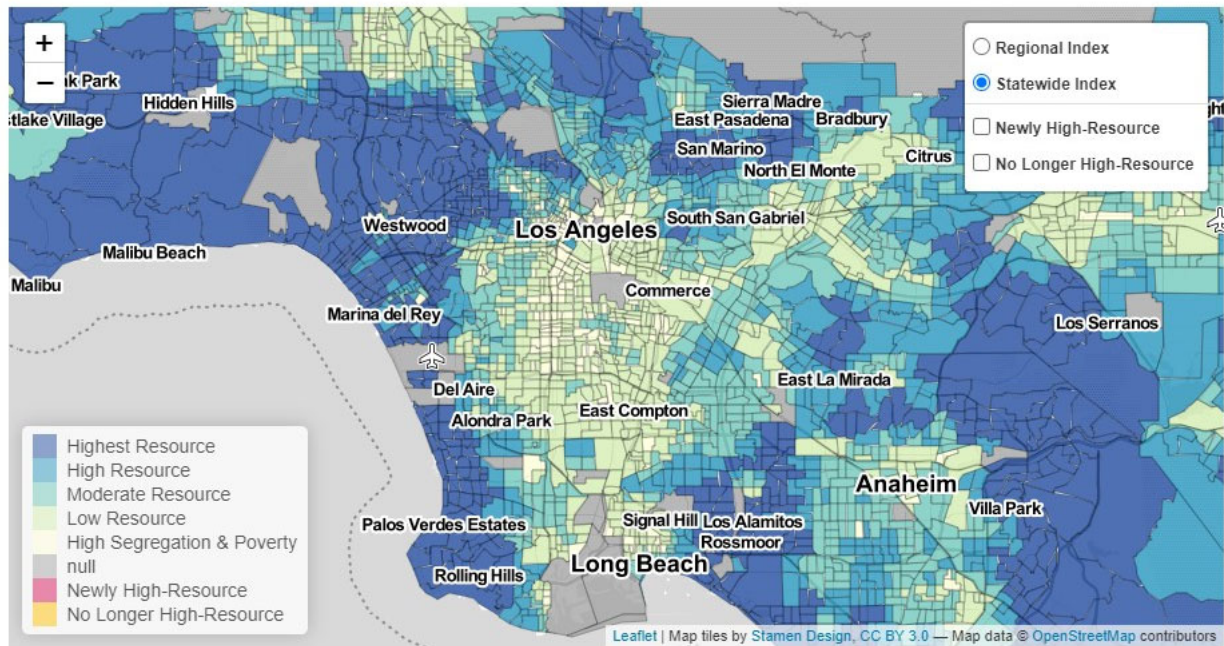 +
−
ak Park
stlake Village
Hidden Hills
Malibu Beach
Malibu
Westwood
Marina del Rey
Los Angeles
Sierra Madre
East Pasadena
Bradbury
San Marino
North El Monte
Citrus
South San Gabriel
Commerce
Los Serranos
East La Mirada
Del Aire
Alondra Park
East Compton
Anaheim
Villa Park
Palos Verdes Estates
Signal Hill
Los Alamitos
Rossmoor
Long Beach
Rolling Hills
Regional Index
Statewide Index
Newly High-Resource
No Longer High-Resource
Highest Resource
High Resource
Moderate Resource
Low Resource
High Segregation & Poverty
null
Newly High-Resource
No Longer High-Resource
Leaflet | Map tiles by Stamen Design, CC BY 3.0 — Map data © OpenStreetMap contributors